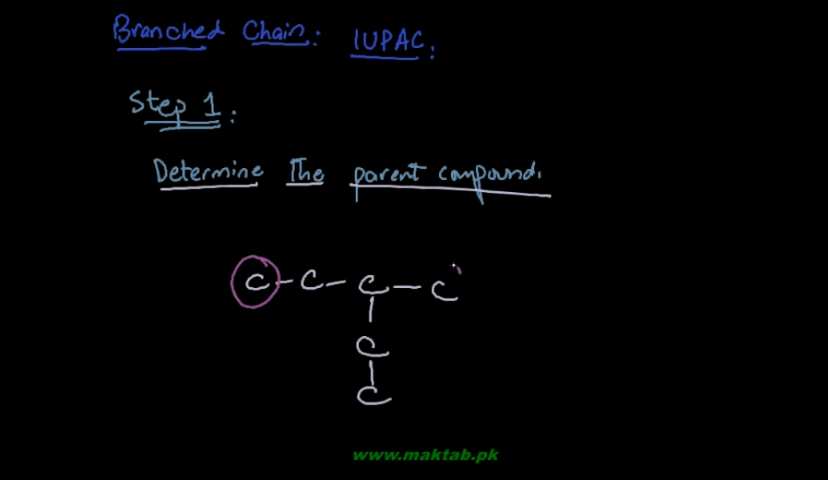 Branched Chain: IUPAC:
Step 1:
Determine The parent compound.
C - C - C - C
C
C
www.maktab.pk